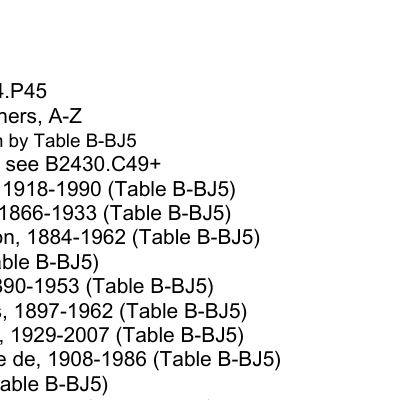 .P45
ners, A-Z
by Table B-BJ5
see B2430.C49+
1918-1990 (Table B-BJ5)
1866-1933 (Table B-BJ5)
on, 1884-1962 (Table B-BJ5)
able B-BJ5)
890-1953 (Table B-BJ5)
, 1897-1962 (Table B-BJ5)
, 1929-2007 (Table B-BJ5)
e de, 1908-1986 (Table B-BJ5)
able B-BJ5)